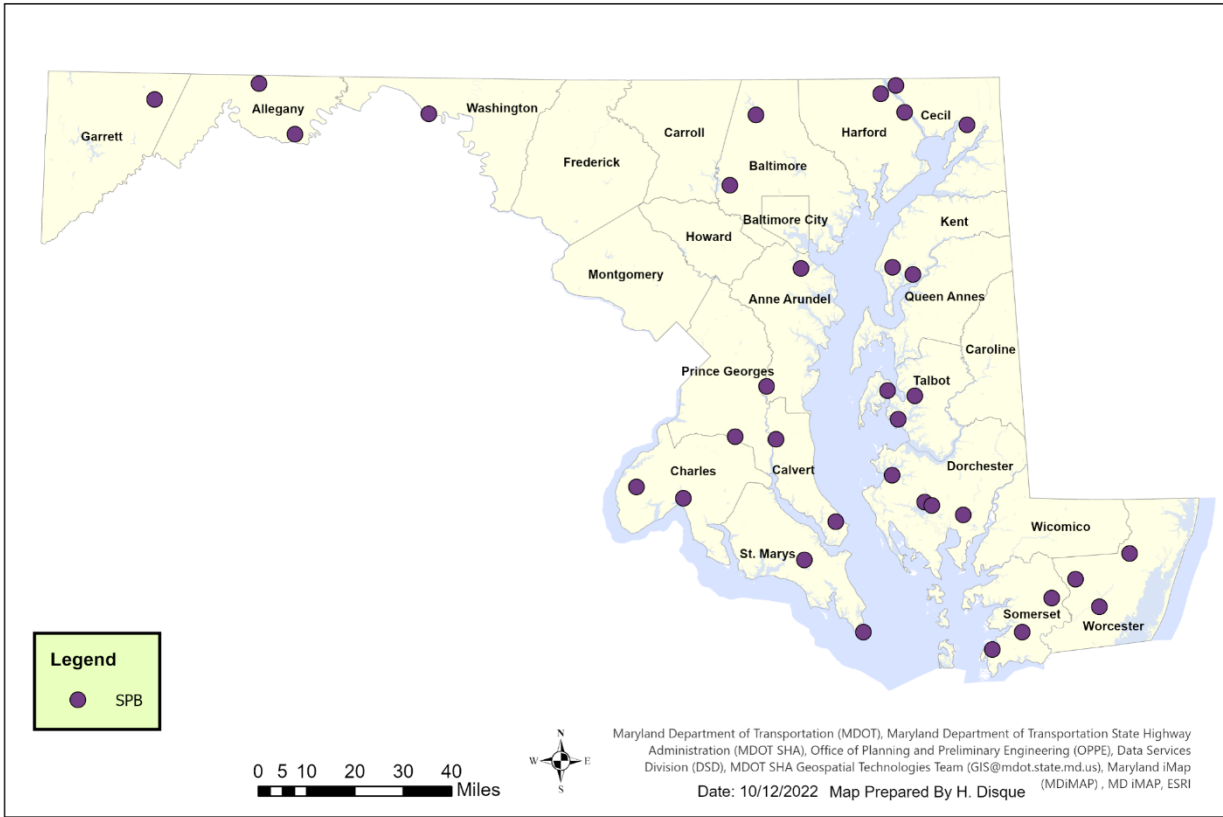 Garrett
Allegany
Washington
Frederick
Carroll
Baltimore
Harford
Cecil
Baltimore City
Howard
Montgomery
Kent
Anne Arundel
Queen Annes
Caroline
Prince Georges
Talbot
Charles
Calvert
Dorchester
St. Marys
Wicomico
Somerset
Worcester
Legend
SPB
0 5 10 20 30 40
Miles
N
W E
S
Maryland Department of Transportation (MDOT), Maryland Department of Transportation State Highway
Administration (MDOT SHA), Office of Planning and Preliminary Engineering (OPPE), Data Services
Division (DSD), MDOT SHA Geospatial Technologies Team (GIS@mdot.state.md.us), Maryland iMap
(MDiMAP) , MD iMAP, ESRI
Date: 10/12/2022 Map Prepared By H. Disque